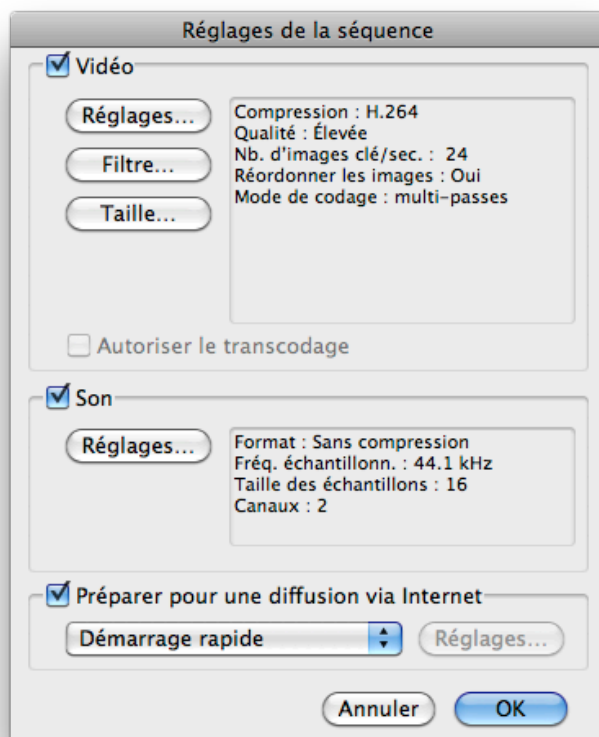 Réglages de la séquence
Vidéo
Réglages...
Filtre...
Taille...
Compression : H.264
Qualité : Élevée
Nb. d'images clé/sec. : 24
Réordonner les images : Oui
Mode de codage : multi-passes
Autoriser le transcodage
Son
Réglages...
Format : Sans compression
Fréq. échantillonn. : 44.1 kHz
Taille des échantillons : 16
Canaux : 2
Préparer pour une diffusion via Internet
Démarrage rapide
Réglages...
Annuler
OK